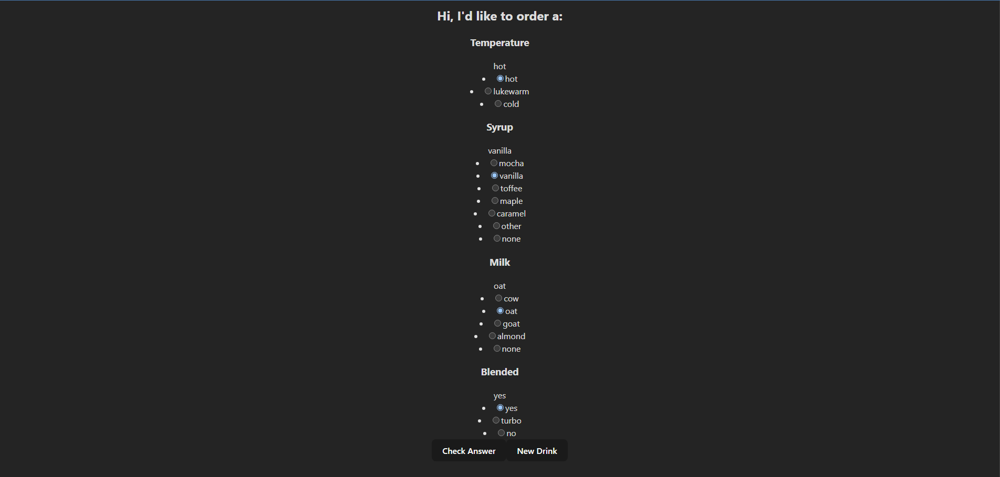 Hi, I'd like to order a:
Temperature
hot
hot
lukewarm
cold
Syrup
vanilla
mocha
vanilla
toffee
maple
caramel
other
none
Milk
oat
cow
oat
goat
almond
none
Blended
yes
yes
turbo
no
Check Answer New Drink